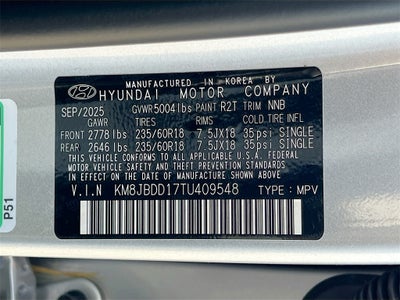 MANUFACTURED IN KOREA BY
HYUNDAI MOTOR COMPANY
SEP/2025 GVWR 5004 lbs PAINT R2T TRIM NNB
GAWR TIRES RIMS COLD TIRE
FRONT 2778 lbs 235/60R18 7.5JX18 35psi SINGLE
REAR 2646 lbs 235/60R18 7.5JX18 35psi SINGLE
THIS VEHICLE CONFORMS TO ALL APPLICABLE U.S. FEDERAL
MOTOR VEHICLE SAFETY AND THEFT PREVENTION STANDARDS
IN EFFECT ON THE DATE OF MANUFACTURE SHOWN ABOVE.
V.I.N KM8JBDD17TU409548 TYPE : MPV
P51